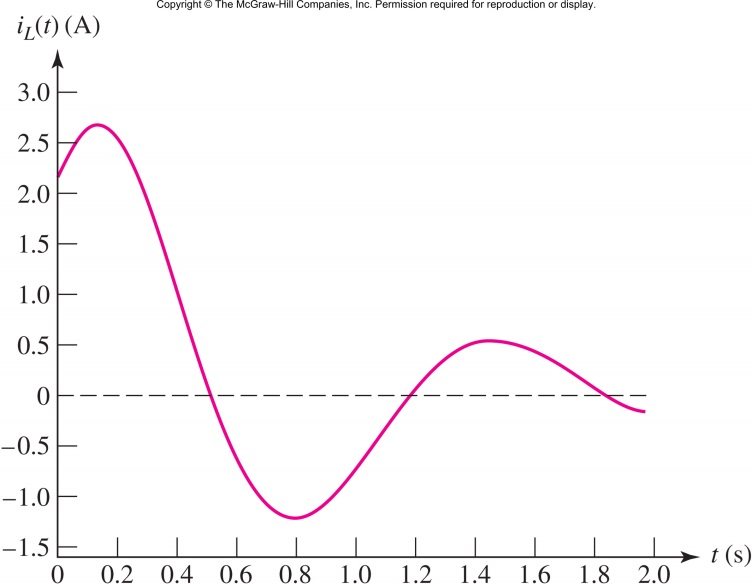 Copyright © The McGraw-Hill Companies, Inc. Permission required for reproduction or display.
iL(t) (A)
3.0
2.5
2.0
1.5
1.0
0.5
0
–0.5
–1.0
–1.5
0 0.2 0.4 0.6 0.8 1.0 1.2 1.4 1.6 1.8 2.0
t (s)